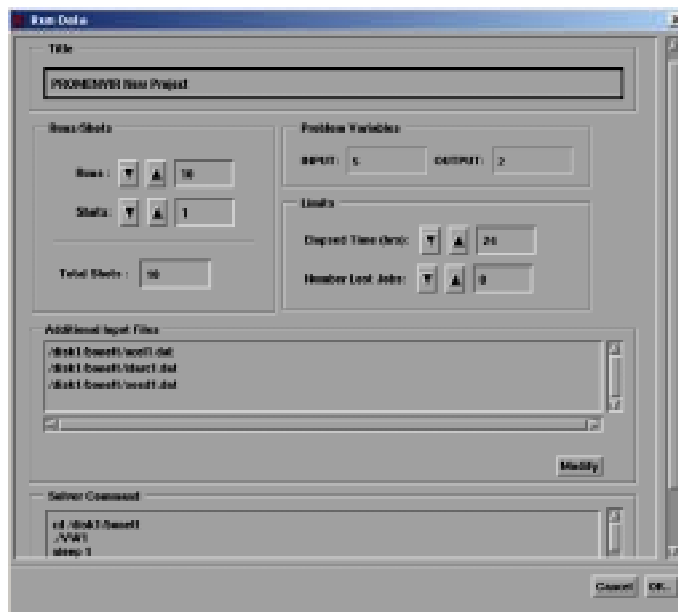 Run Data
Title
PROMENVIR New Project
Runs/Shots
Runs: 10
Shots: 1
Total Shots: 10
Problem Variables
INPUT: 5 OUTPUT: 2
Limits
Elapsed Time (hrs): 24
Number Lost Jobs: 0
Additional Input Files
Modify
Solver Command
sleep 1
Cancel OK..